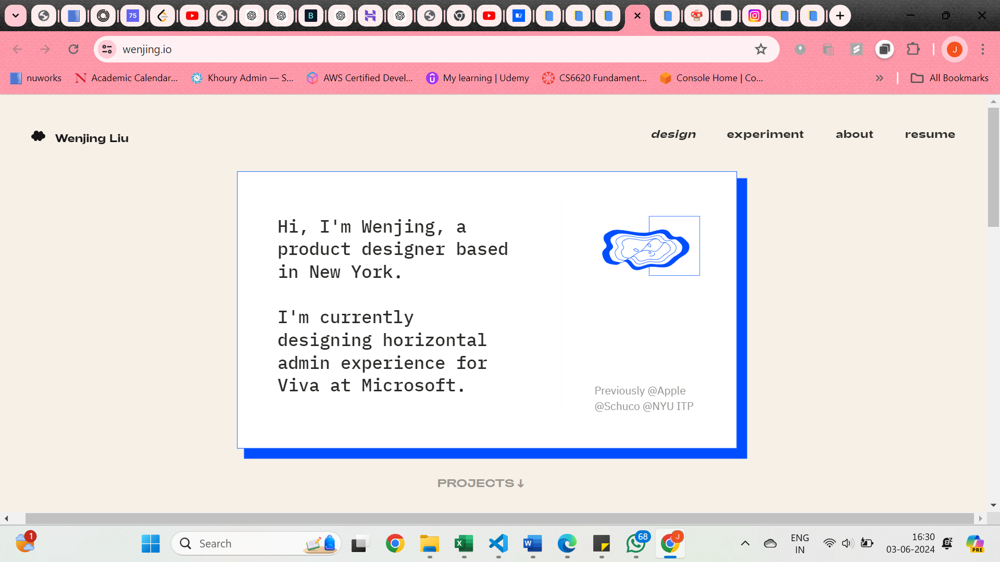 75
B
wenjing.io
J
nuworks
Academic Calendar...
Khoury Admin — S...
AWS Certified Devel...
My learning | Udemy
CS6620 Fundament...
Console Home | Co...
All Bookmarks
Wenjing Liu
design
experiment
about
resume
Hi, I'm Wenjing, a
product designer based
in New York.
I'm currently
designing horizontal
admin experience for
Viva at Microsoft.
Previously @Apple
@Schuco @NYU ITP
PROJECTS ↓
1
Search
X
W
68
J
ENG
IN
16:30
03-06-2024
PRE